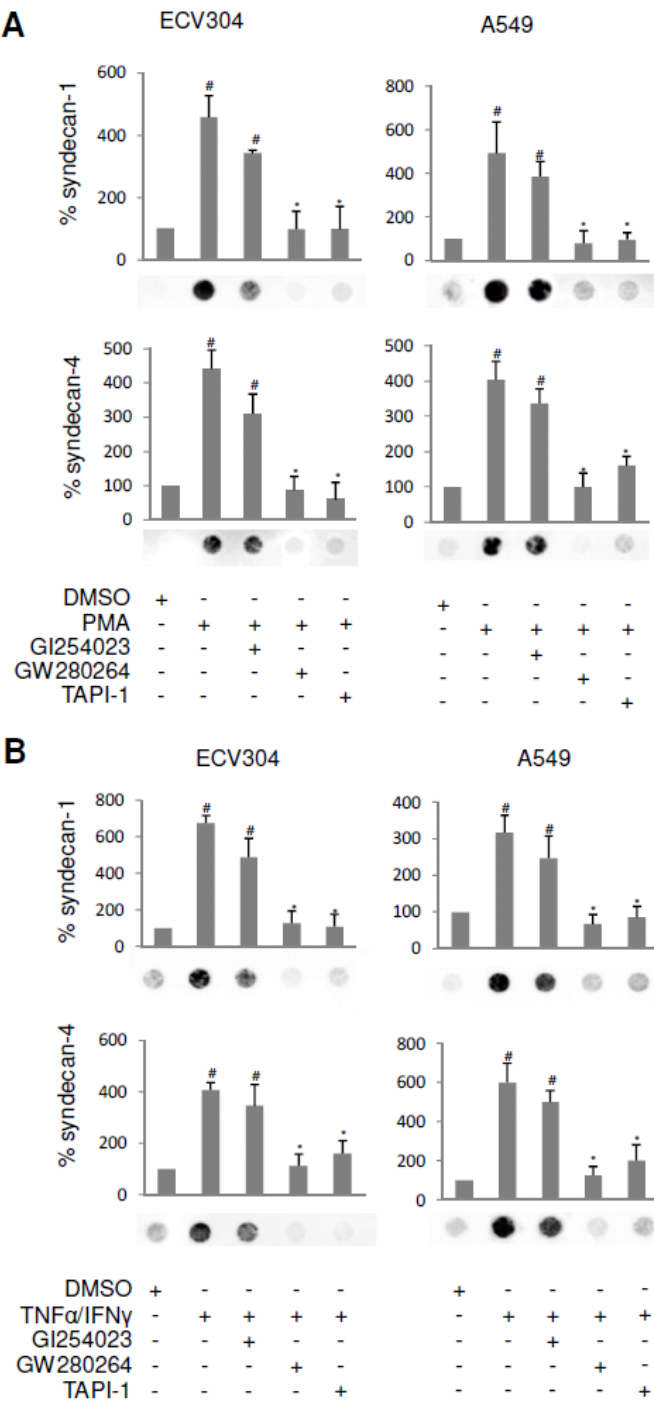 A
ECV304 A549
% syndecan-1
600
400
200
0
# # * *
800
600
400
200
0
# # * *
% syndecan-4
500
400
300
200
100
0
# # * *
500
400
300
200
100
0
# # * *
DMSO + - - - - + - - - -
PMA - + + + + - + + + +
GI254023 - - + - - - - + - -
GW280264 - - - + - - - - + -
TAPI-1 - - - - + - - - - +
B
ECV304 A549
% syndecan-1
800
600
400
200
0
# # * *
400
300
200
100
0
# # * *
% syndecan-4
600
400
200
0
# # * *
800
600
400
200
0
# # * *
DMSO + - - - - + - - - -
TNFα/IFNγ - + + + + - + + + +
GI254023 - - + - - - - + - -
GW280264 - - - + - - - - + -
TAPI-1 - - - - + - - - - +